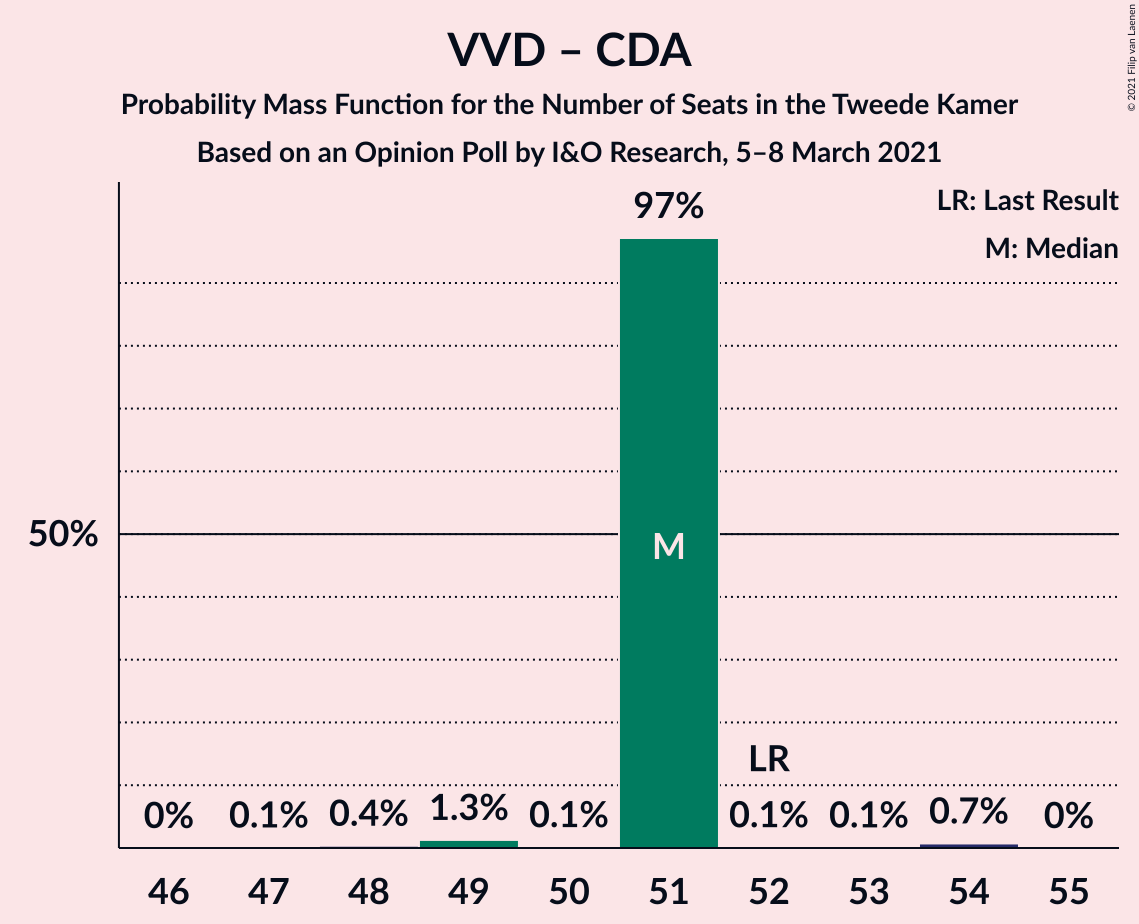 VVD – CDA
Probability Mass Function for the Number of Seats in the Tweede Kamer
Based on an Opinion Poll by I&O Research, 5–8 March 2021
© 2021 Filip van Laenen
LR: Last Result
M: Median
97%
50%
M
LR
0% 0.1% 0.4% 1.3% 0.1% 0.1% 0.1% 0.7% 0%
46 47 48 49 50 51 52 53 54 55